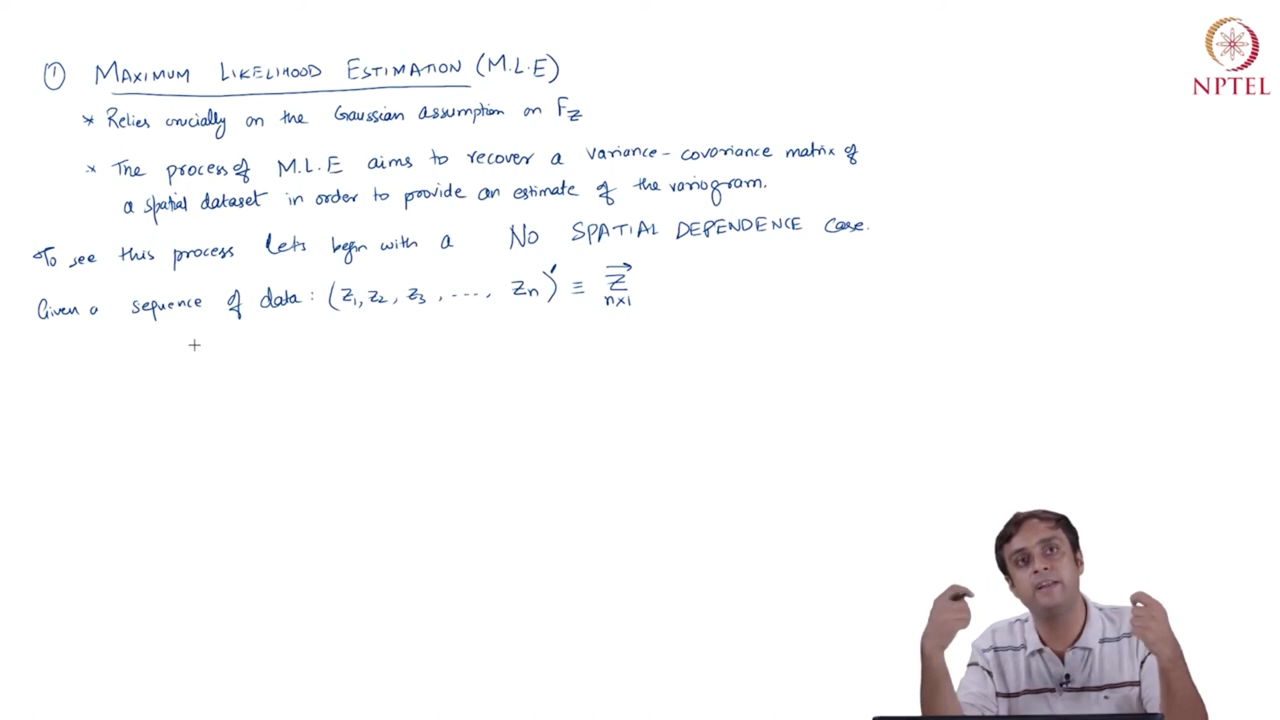 ① MAXIMUM LIKELIHOOD ESTIMATION (M.L.E)
* Relies crucially on the Gaussian assumption on F_Z
* The process of M.L.E aims to recover a variance-covariance matrix of
a spatial dataset in order to provide an estimate of the variogram.
To see this process lets begin with a NO SPATIAL DEPENDENCE case.
Given a sequence of data: (Z₁, Z₂, Z₃, ...., Zₙ)' ≡ Z⃗
n×1
NPTEL